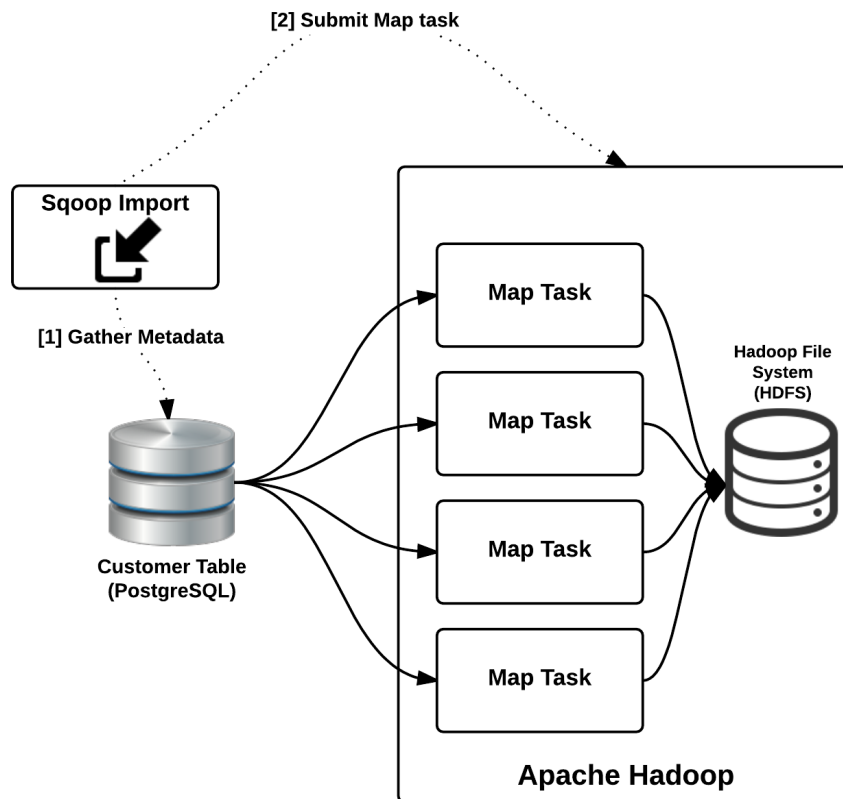 [2] Submit Map task
Sqoop Import
[1] Gather Metadata
Customer Table
(PostgreSQL)
Map Task
Map Task
Map Task
Map Task
Hadoop File
System
(HDFS)
Apache Hadoop